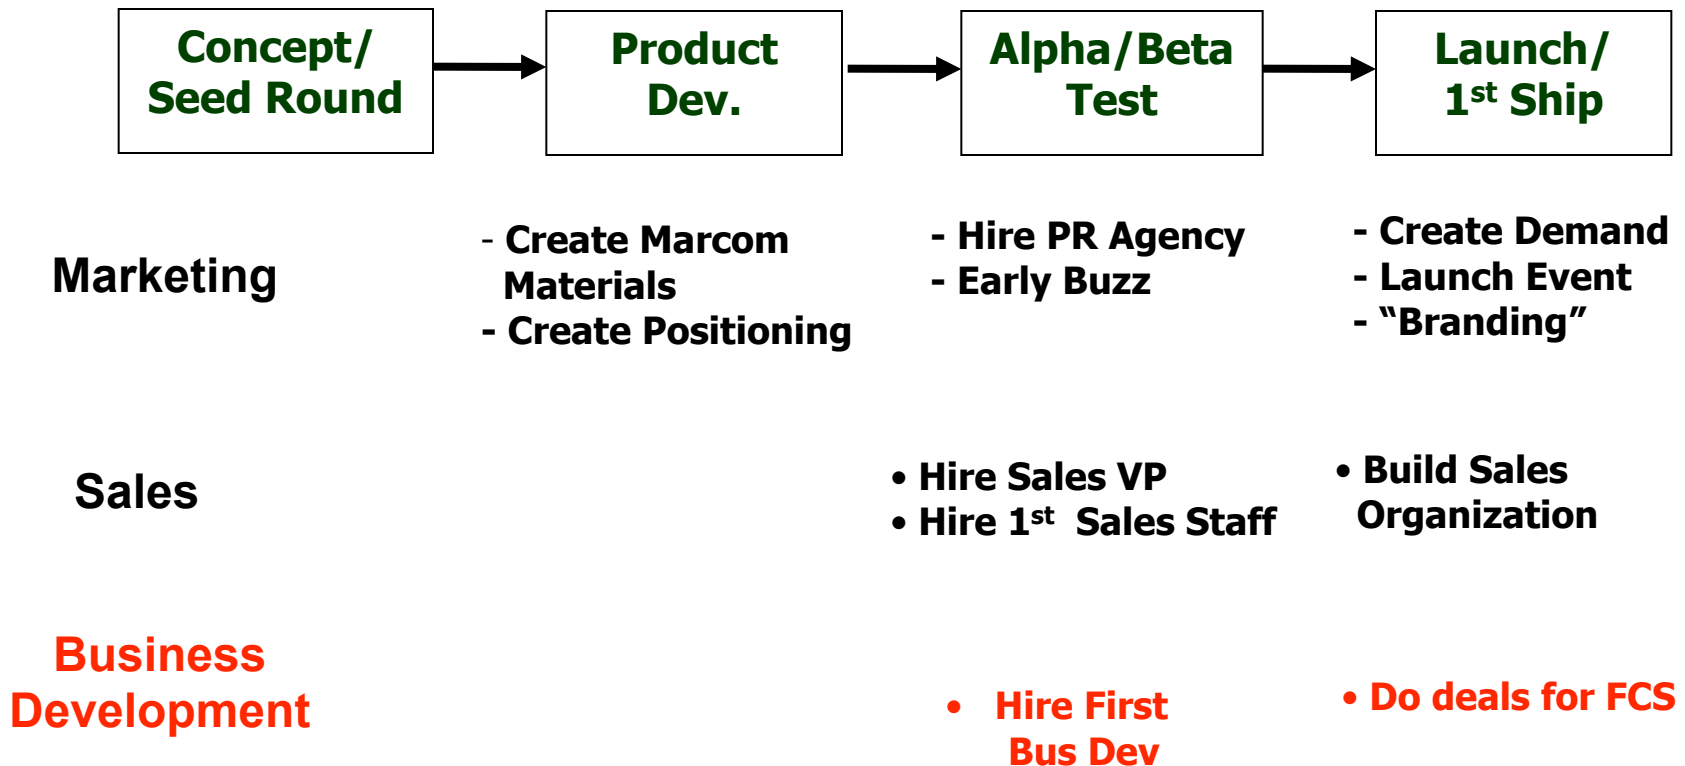 Concept/
Seed Round
Product
Dev.
Alpha/Beta
Test
Launch/
1st Ship
Marketing
- Create Marcom
Materials
- Create Positioning
- Hire PR Agency
- Early Buzz
- Create Demand
- Launch Event
- “Branding”
Sales
• Hire Sales VP
• Hire 1st Sales Staff
• Build Sales
Organization
Business
Development
• Hire First
Bus Dev
• Do deals for FCS